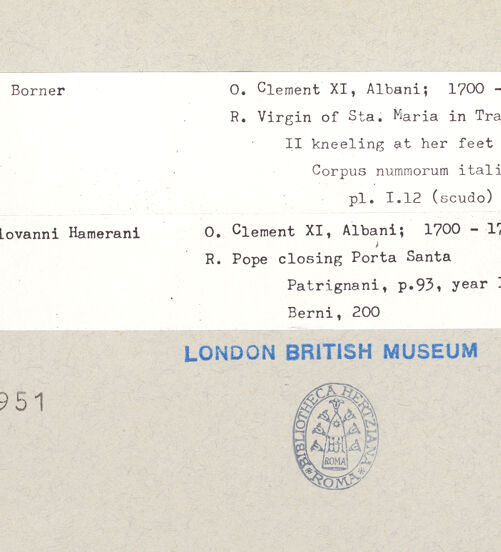 Borner
O. Clement XI, Albani; 1700 -
R. Virgin of Sta. Maria in Tra
II kneeling at her feet
Corpus nummorum itali
pl. I.12 (scudo)
iovanni Hamerani
O. Clement XI, Albani; 1700 - 17
R. Pope closing Porta Santa
Patrignani, p.93, year I
Berni, 200
LONDON BRITISH MUSEUM
951
BIBLIOTHECA HERTZIANA
ROMA
ROMA